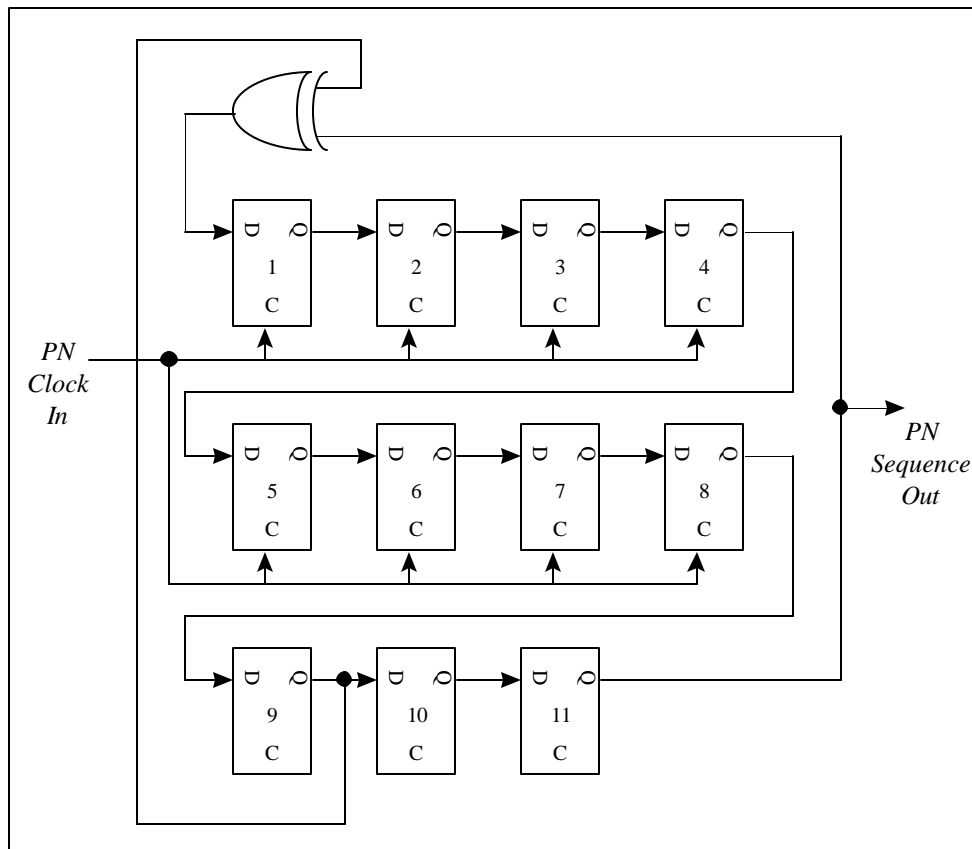 D Q D Q D Q D Q
1 2 3 4
C C C C
PN
Clock
In
D Q D Q D Q D Q
5 6 7 8
C C C C
PN
Sequence
Out
D Q D Q D Q
9 10 11
C C C